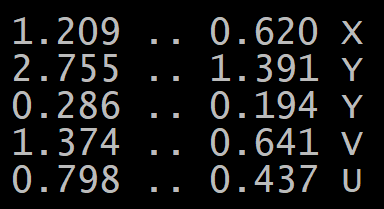 1.209 .. 0.620 X
2.755 .. 1.391 Y
0.286 .. 0.194 Y
1.374 .. 0.641 V
0.798 .. 0.437 U